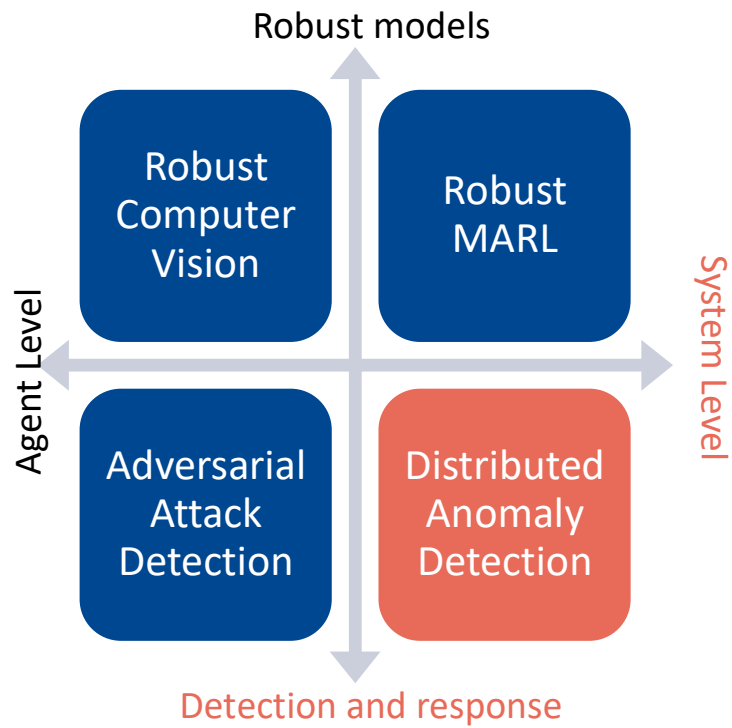 Robust models
Robust
Computer
Vision
Robust
MARL
Agent Level
System Level
Adversarial
Attack
Detection
Distributed
Anomaly
Detection
Detection and response